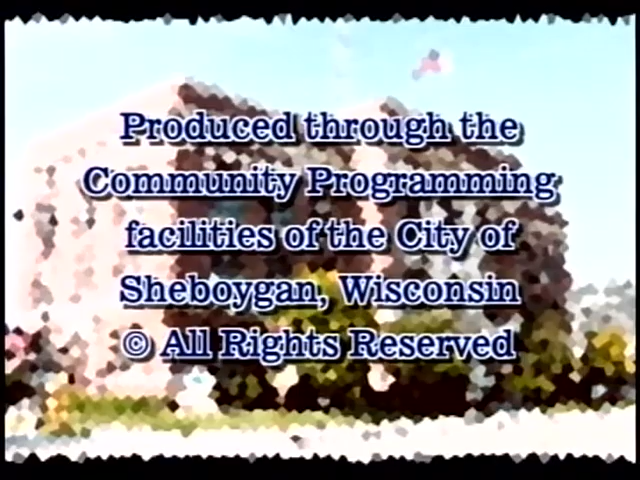 Produced through the
Community Programming
facilities of the City of
Sheboygan, Wisconsin
© All Rights Reserved